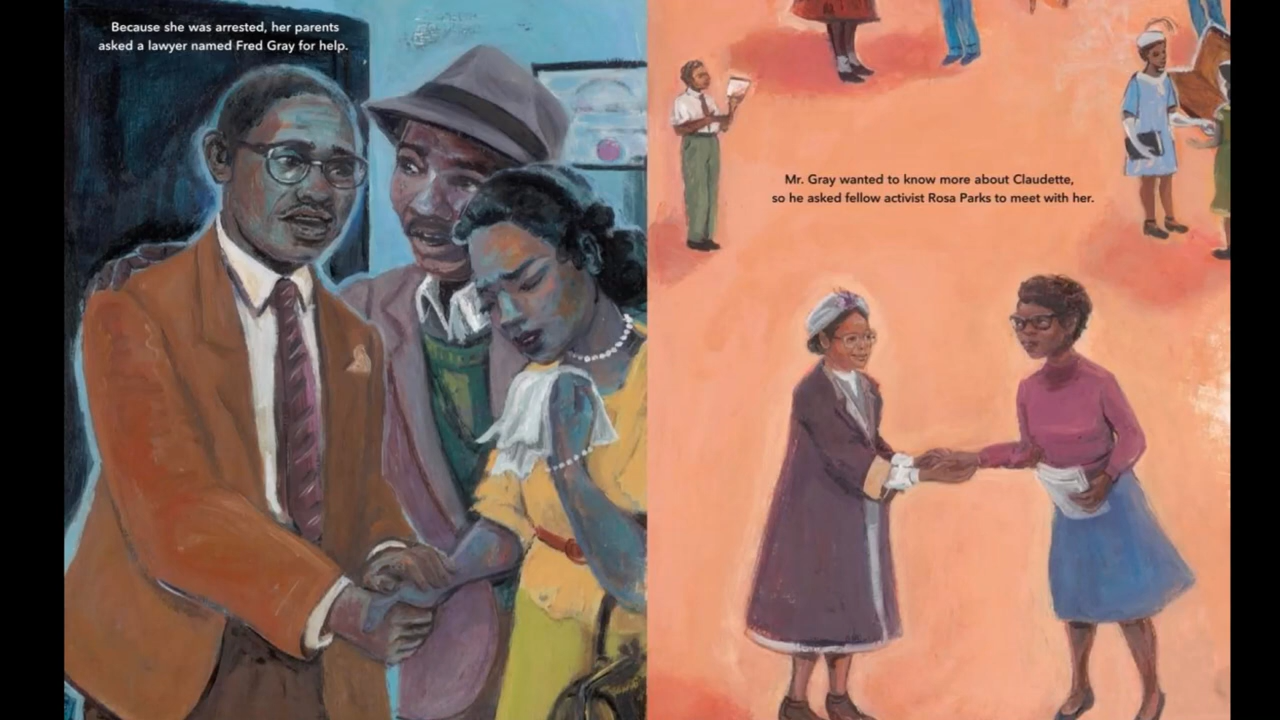 Because she was arrested, her parents
asked a lawyer named Fred Gray for help.
Mr. Gray wanted to know more about Claudette,
so he asked fellow activist Rosa Parks to meet with her.